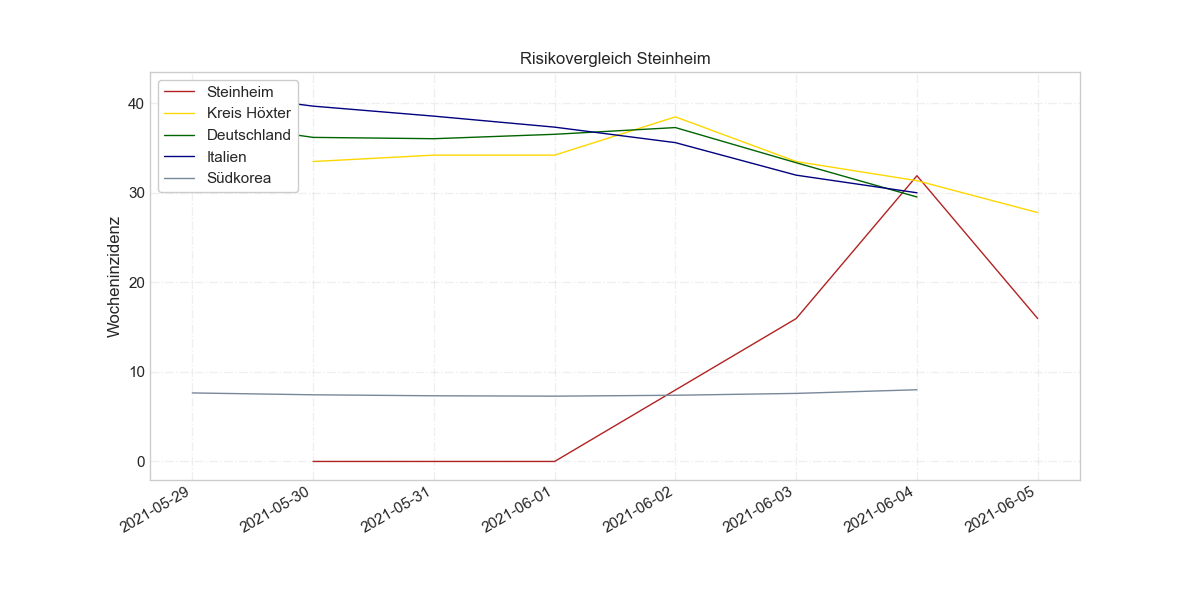 Risikovergleich Steinheim
Steinheim
Kreis Höxter
Deutschland
Italien
Südkorea
Wocheninzidenz
40
30
20
10
0
2021-05-29
2021-05-30
2021-05-31
2021-06-01
2021-06-02
2021-06-03
2021-06-04
2021-06-05